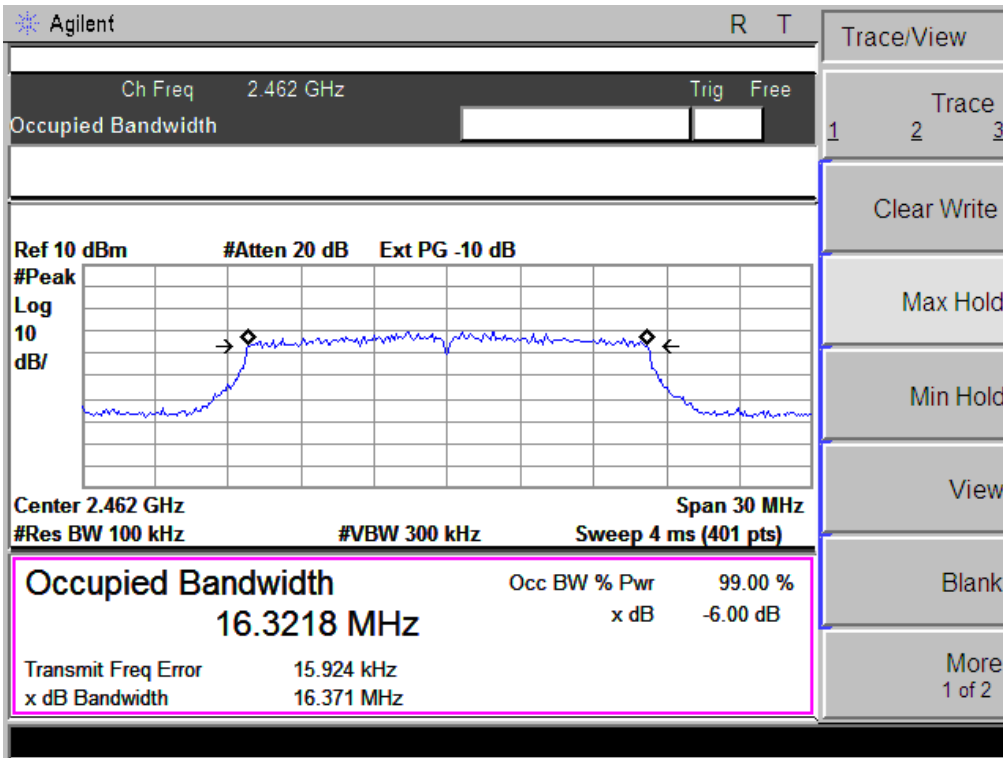 Agilent R T
Ch Freq 2.462 GHz Trig Free
Occupied Bandwidth
Ref 10 dBm #Atten 20 dB Ext PG -10 dB
#Peak
Log
10
dB/
Center 2.462 GHz Span 30 MHz
#Res BW 100 kHz #VBW 300 kHz Sweep 4 ms (401 pts)
Occupied Bandwidth Occ BW % Pwr 99.00 %
16.3218 MHz x dB -6.00 dB
Transmit Freq Error 15.924 kHz
x dB Bandwidth 16.371 MHz
Trace/View
Trace
1 2 3
Clear Write
Max Hold
Min Hold
View
Blank
More
1 of 2